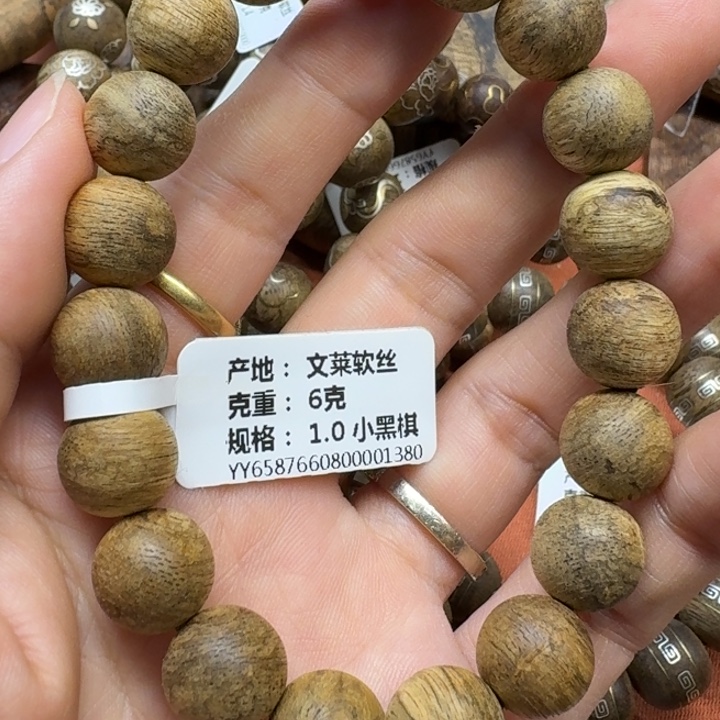 产地： 文莱软丝
克重： 6克
规格： 1.0 小黑棋
YY6587660800001380